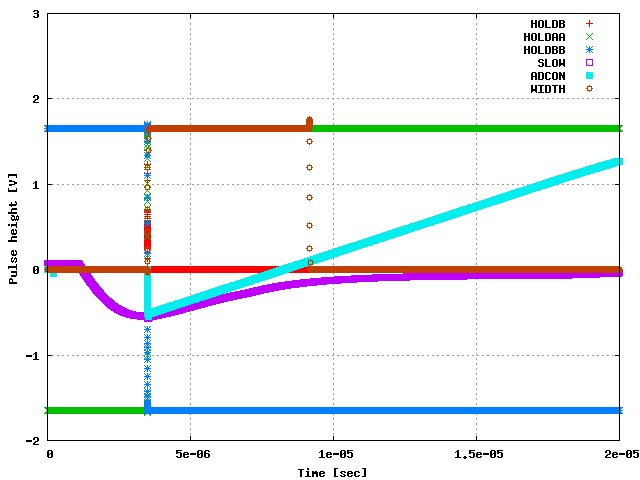 3
2
1
0
-1
-2
Pulse height [V]
HOLDB
HOLDAA
HOLDBB
SLOW
ADCON
WIDTH
0
5e-06
1e-05
1.5e-05
2e-05
Time [sec]